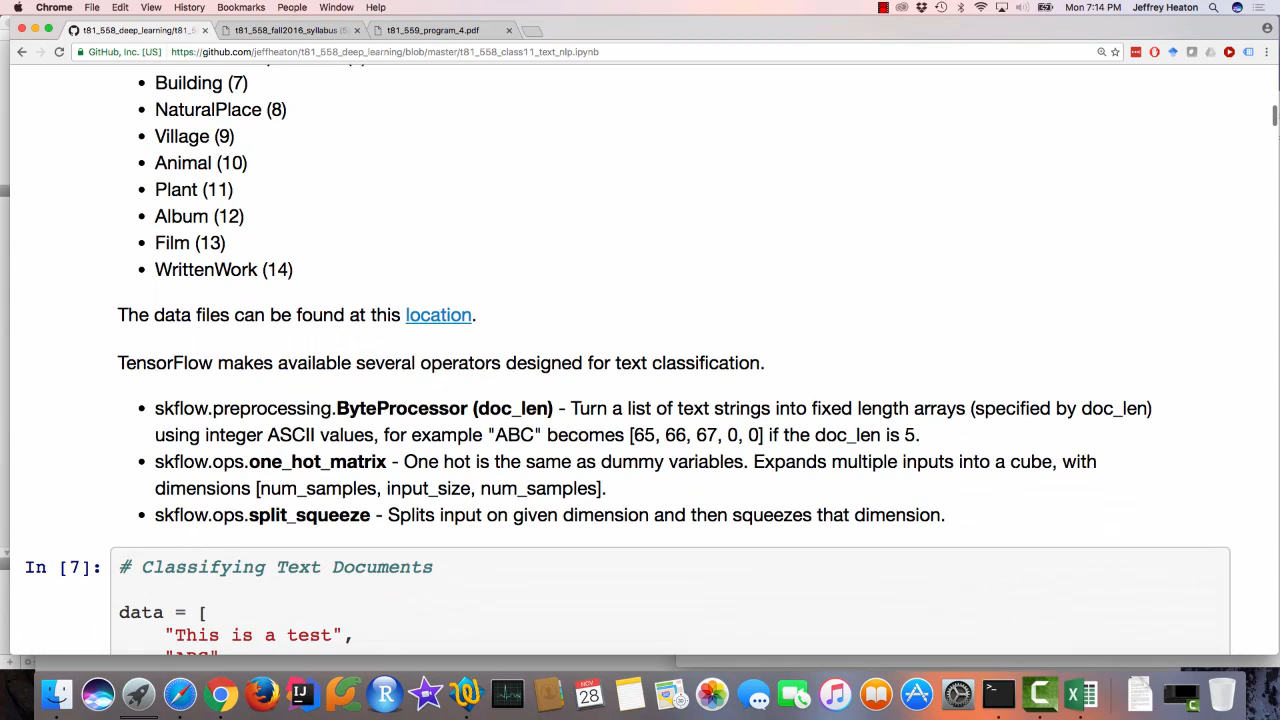 Chrome File Edit View History Bookmarks People Window Help Mon 7:14 PM Jeffrey Heaton
t81_558_deep_learning/t81_5 t81_558_fall2016_syllabus ( t81_559_program_4.pdf
GitHub, Inc. [US] https://github.com/jeffheaton/t81_558_deep_learning/blob/master/t81_558_class11_text_nlp.ipynb
• Building (7)
• NaturalPlace (8)
• Village (9)
• Animal (10)
• Plant (11)
• Album (12)
• Film (13)
• WrittenWork (14)
The data files can be found at this location.
TensorFlow makes available several operators designed for text classification.
• skflow.preprocessing.ByteProcessor (doc_len) - Turn a list of text strings into fixed length arrays (specified by doc_len)
using integer ASCII values, for example "ABC" becomes [65, 66, 67, 0, 0] if the doc_len is 5.
• skflow.ops.one_hot_matrix - One hot is the same as dummy variables. Expands multiple inputs into a cube, with
dimensions [num_samples, input_size, num_samples].
• skflow.ops.split_squeeze - Splits input on given dimension and then squeezes that dimension.
In [7]: # Classifying Text Documents
data = [
"This is a test",
NOV
28